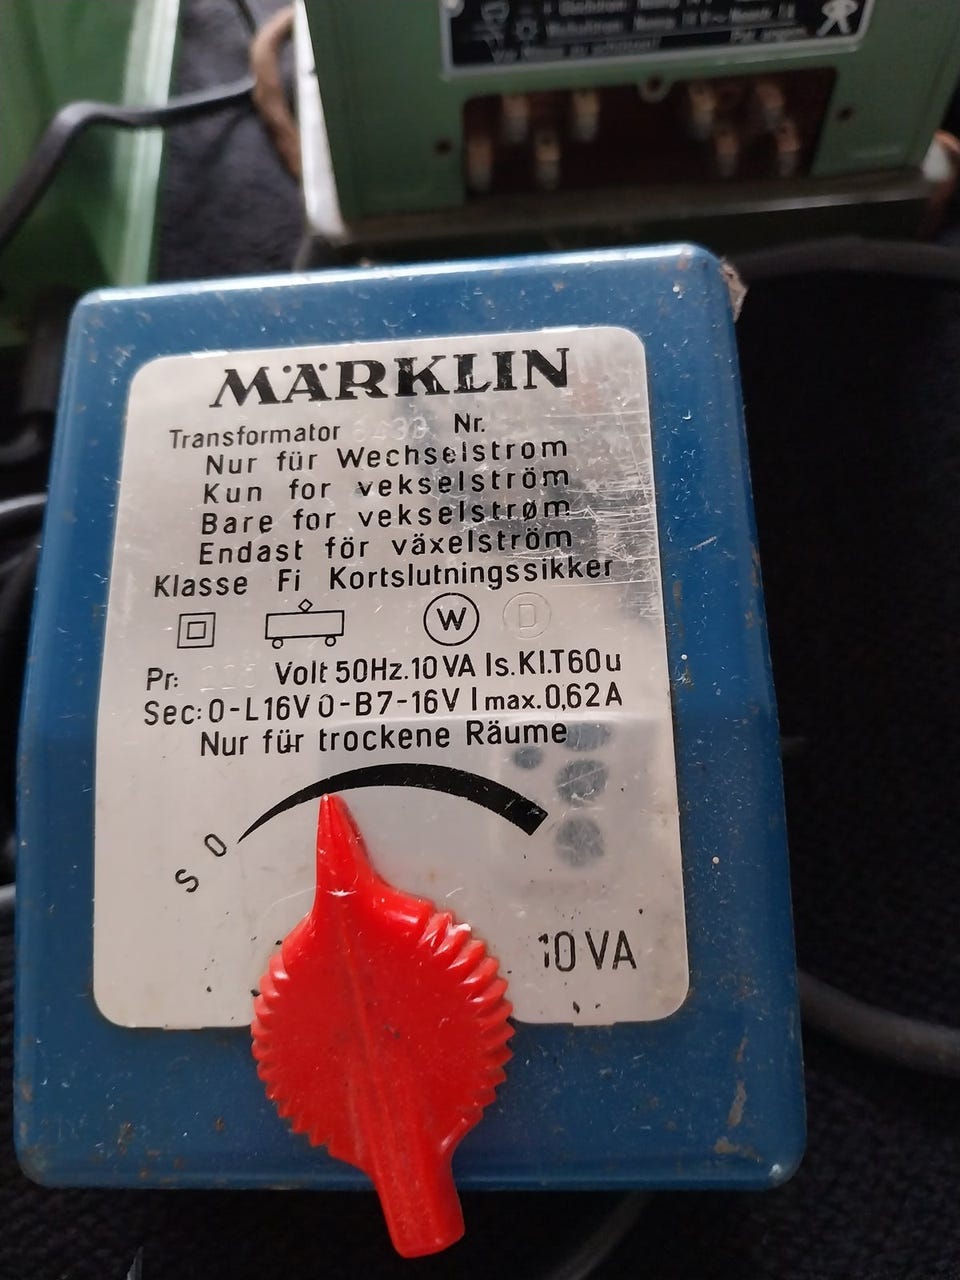 MÄRKLIN
Transformator Nr.
Nur für Wechselstrom
Kun for vekselström
Bare for vekselstrøm
Endast för växelström
Klasse Fi Kortslutningssikker
W D
Pr: Volt 50Hz. 10 VA Is.Kl.T60u
Sec: 0-L16V 0-B7-16V I max. 0,62A
Nur für trockene Räume
S 0
10 VA